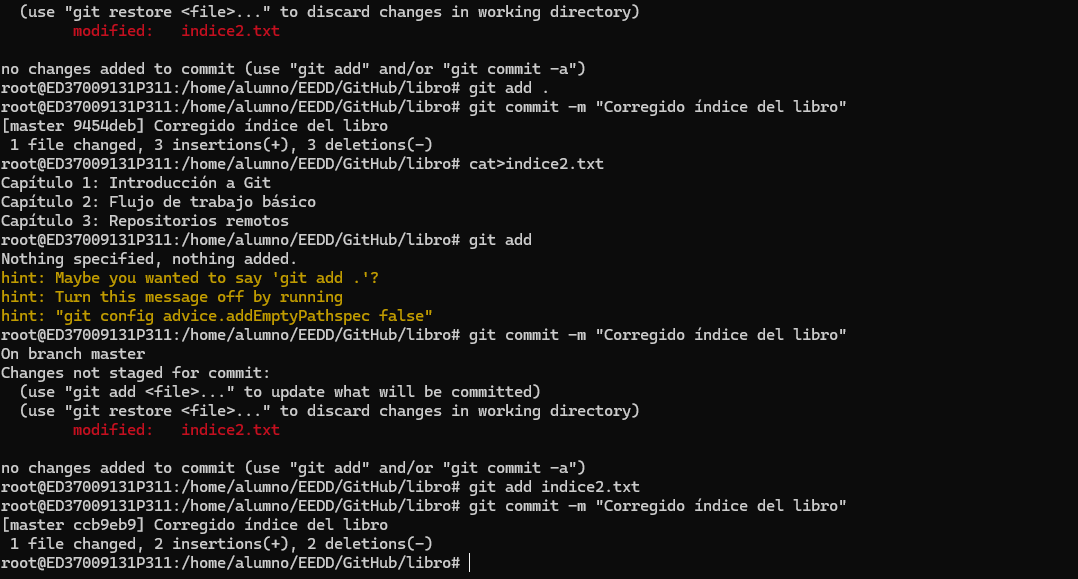 (use "git restore <file>..." to discard changes in working directory)
        modified:   indice2.txt

no changes added to commit (use "git add" and/or "git commit -a")
root@ED37009131P311:/home/alumno/EEDD/GitHub/libro# git add .
root@ED37009131P311:/home/alumno/EEDD/GitHub/libro# git commit -m "Corregido índice del libro"
[master 9454deb] Corregido índice del libro
 1 file changed, 3 insertions(+), 3 deletions(-)
root@ED37009131P311:/home/alumno/EEDD/GitHub/libro# cat>indice2.txt
Capítulo 1: Introducción a Git
Capítulo 2: Flujo de trabajo básico
Capítulo 3: Repositorios remotos
root@ED37009131P311:/home/alumno/EEDD/GitHub/libro# git add
Nothing specified, nothing added.
hint: Maybe you wanted to say 'git add .'?
hint: Turn this message off by running
hint: "git config advice.addEmptyPathspec false"
root@ED37009131P311:/home/alumno/EEDD/GitHub/libro# git commit -m "Corregido índice del libro"
On branch master
Changes not staged for commit:
  (use "git add <file>..." to update what will be committed)
  (use "git restore <file>..." to discard changes in working directory)
        modified:   indice2.txt

no changes added to commit (use "git add" and/or "git commit -a")
root@ED37009131P311:/home/alumno/EEDD/GitHub/libro# git add indice2.txt
root@ED37009131P311:/home/alumno/EEDD/GitHub/libro# git commit -m "Corregido índice del libro"
[master ccb9eb9] Corregido índice del libro
 1 file changed, 2 insertions(+), 2 deletions(-)
root@ED37009131P311:/home/alumno/EEDD/GitHub/libro#